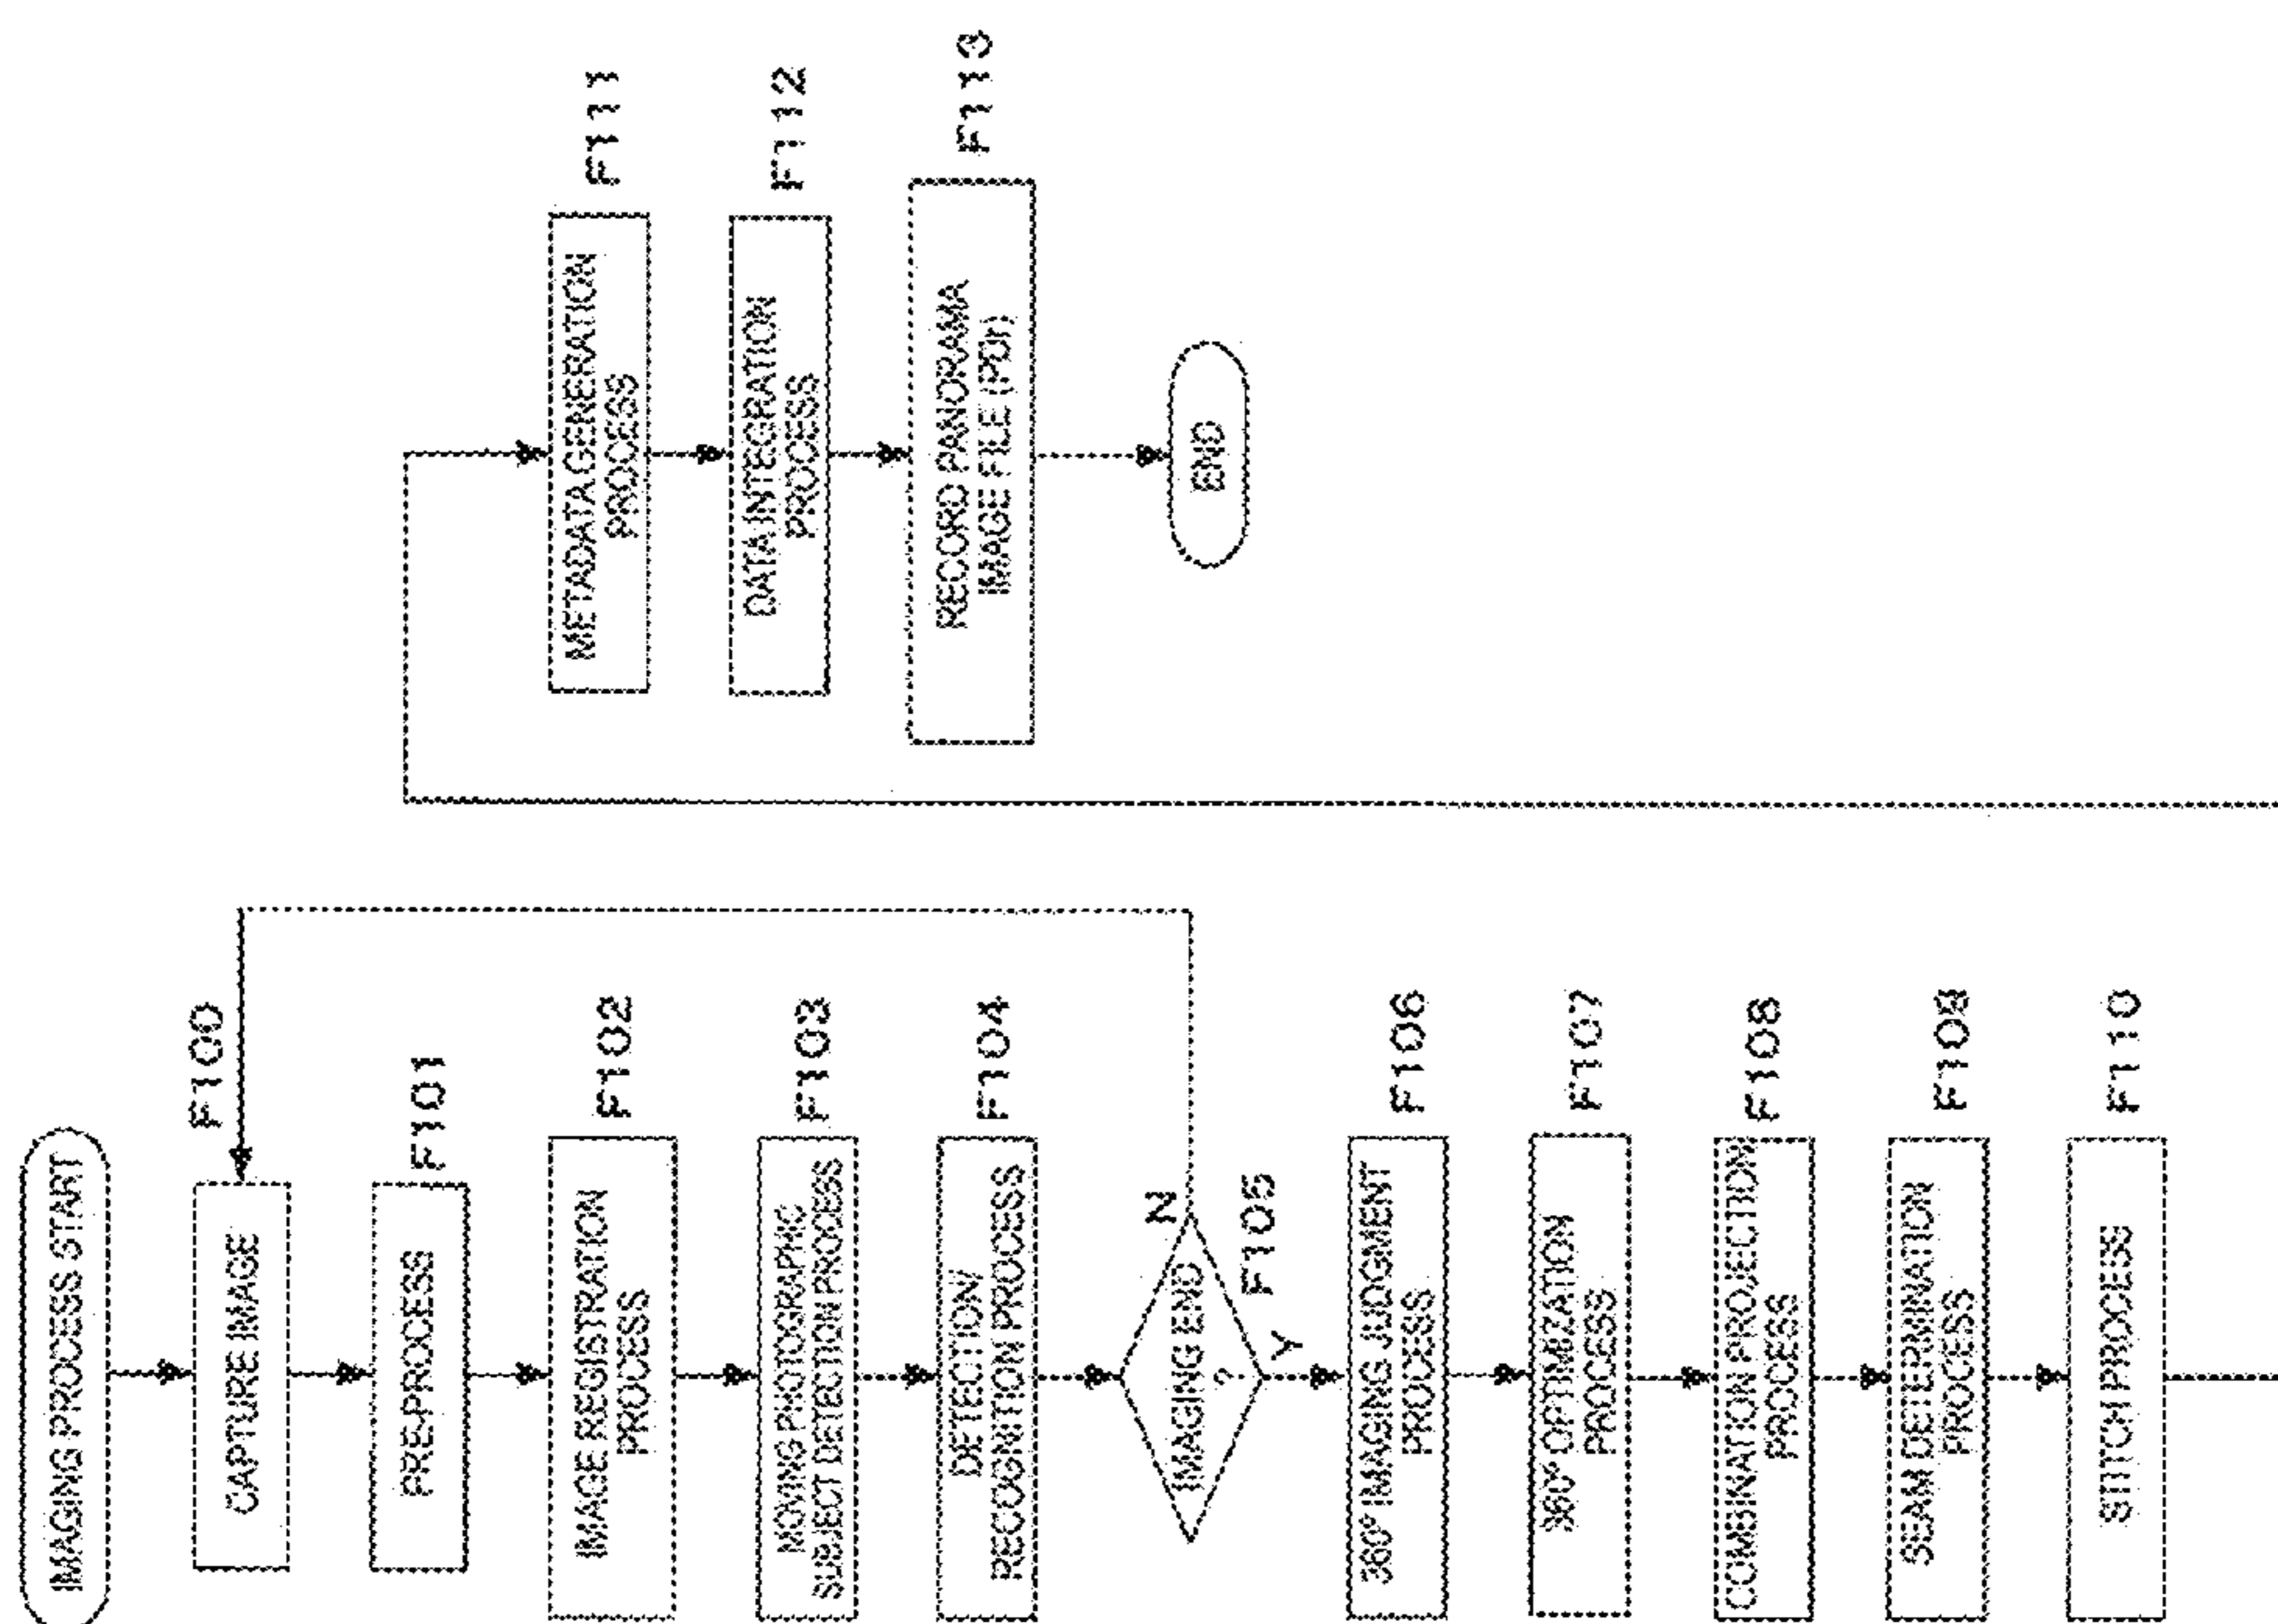 IMAGING PROCESS START
F100
CAPTURE IMAGE
F101
PRE-PROCESS
F102
IMAGE REGISTRATION
PROCESS
F103
MOVING PHOTOGRAPHIC
SUBJECT DETECTION PROCESS
F104
DETECTION/
RECOGNITION PROCESS
N
F105
IMAGING END
?
Y
F106
360° IMAGING JUDGMENT
PROCESS
F107
360° OPTIMIZATION
PROCESS
F108
COMBINATION PROJECTION
PROCESS
F109
SEAM DETERMINATION
PROCESS
F110
STITCH PROCESS
F111
METADATA GENERATION
PROCESS
F112
DATA INTEGRATION
PROCESS
F113
RECORD PANORAMA
IMAGE FILE (PDr)
END